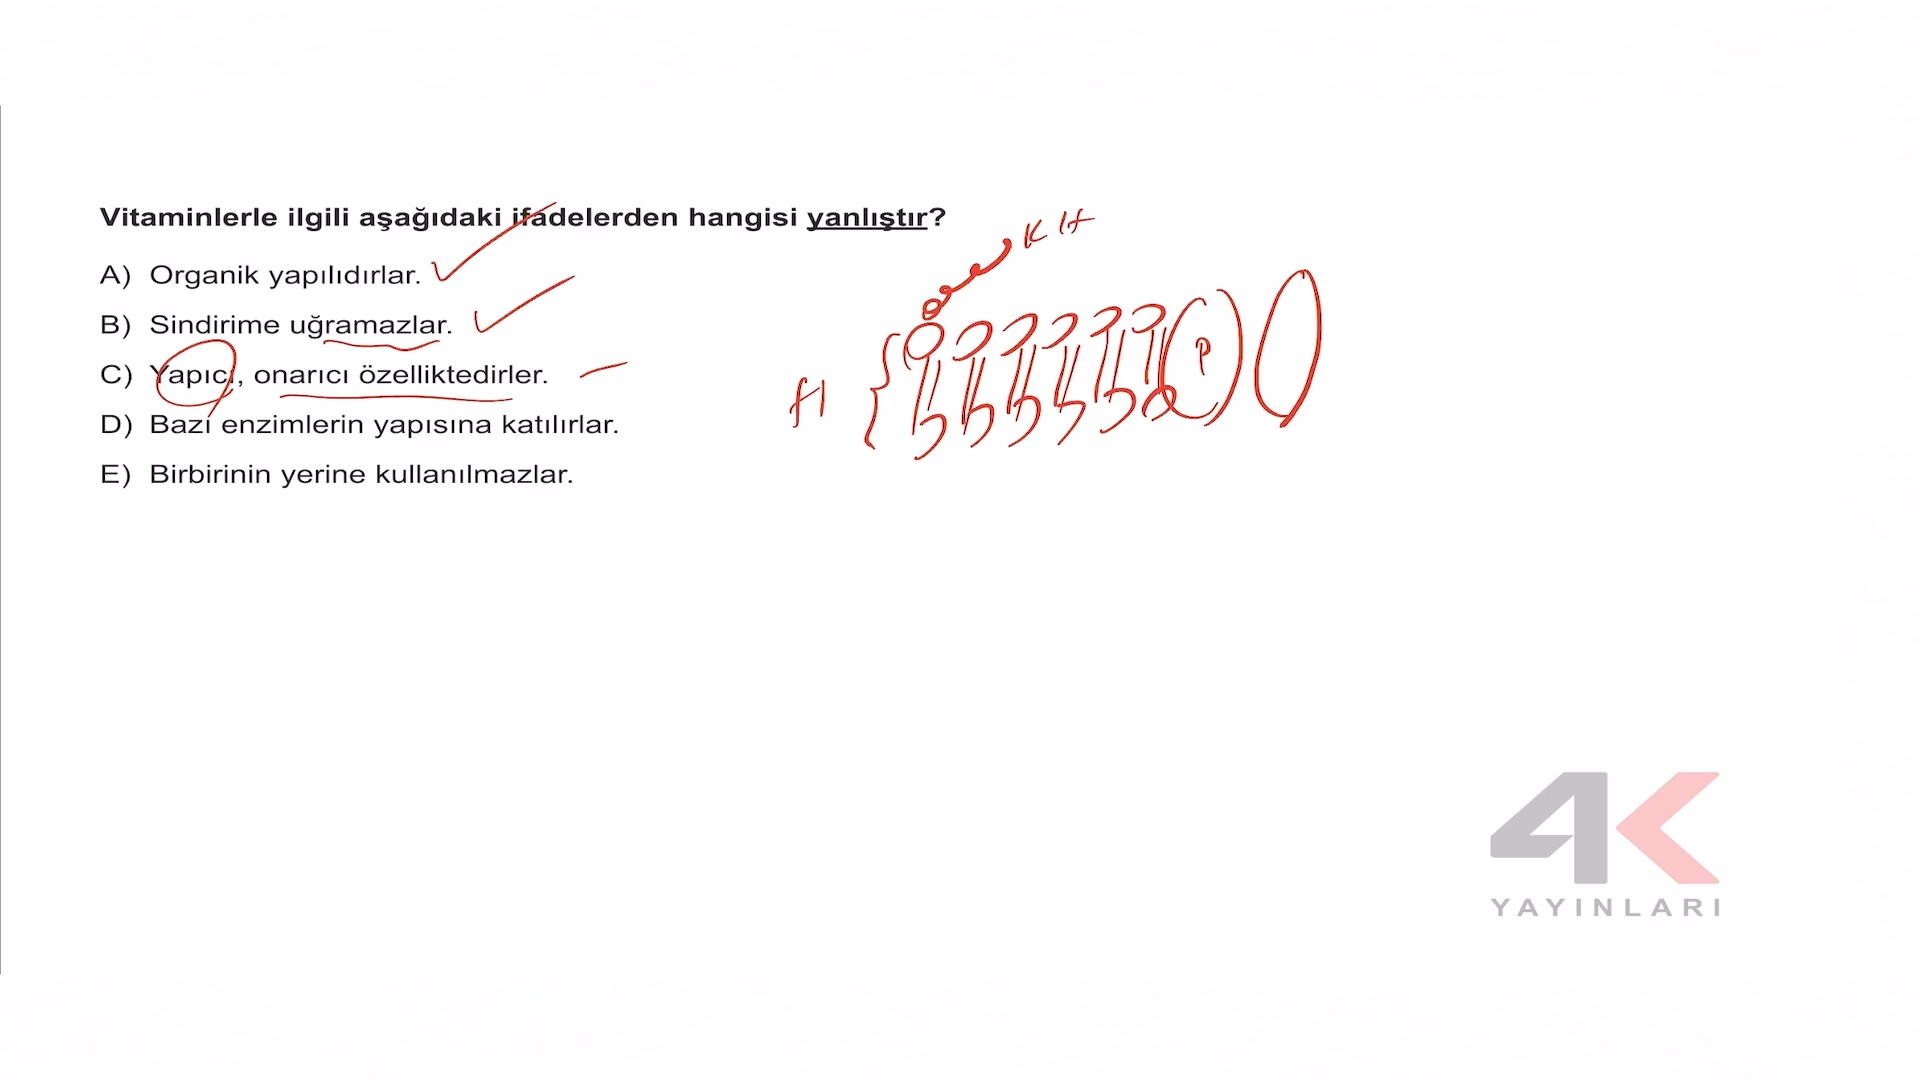 Vitaminlerle ilgili aşağıdaki ifadelerden hangisi yanlıştır?
A) Organik yapılıdırlar.
B) Sindirime uğramazlar.
C) Yapıcı, onarıcı özelliktedirler.
D) Bazı enzimlerin yapısına katılırlar.
E) Birbirinin yerine kullanılmazlar.
P
4K
YAYINLARI